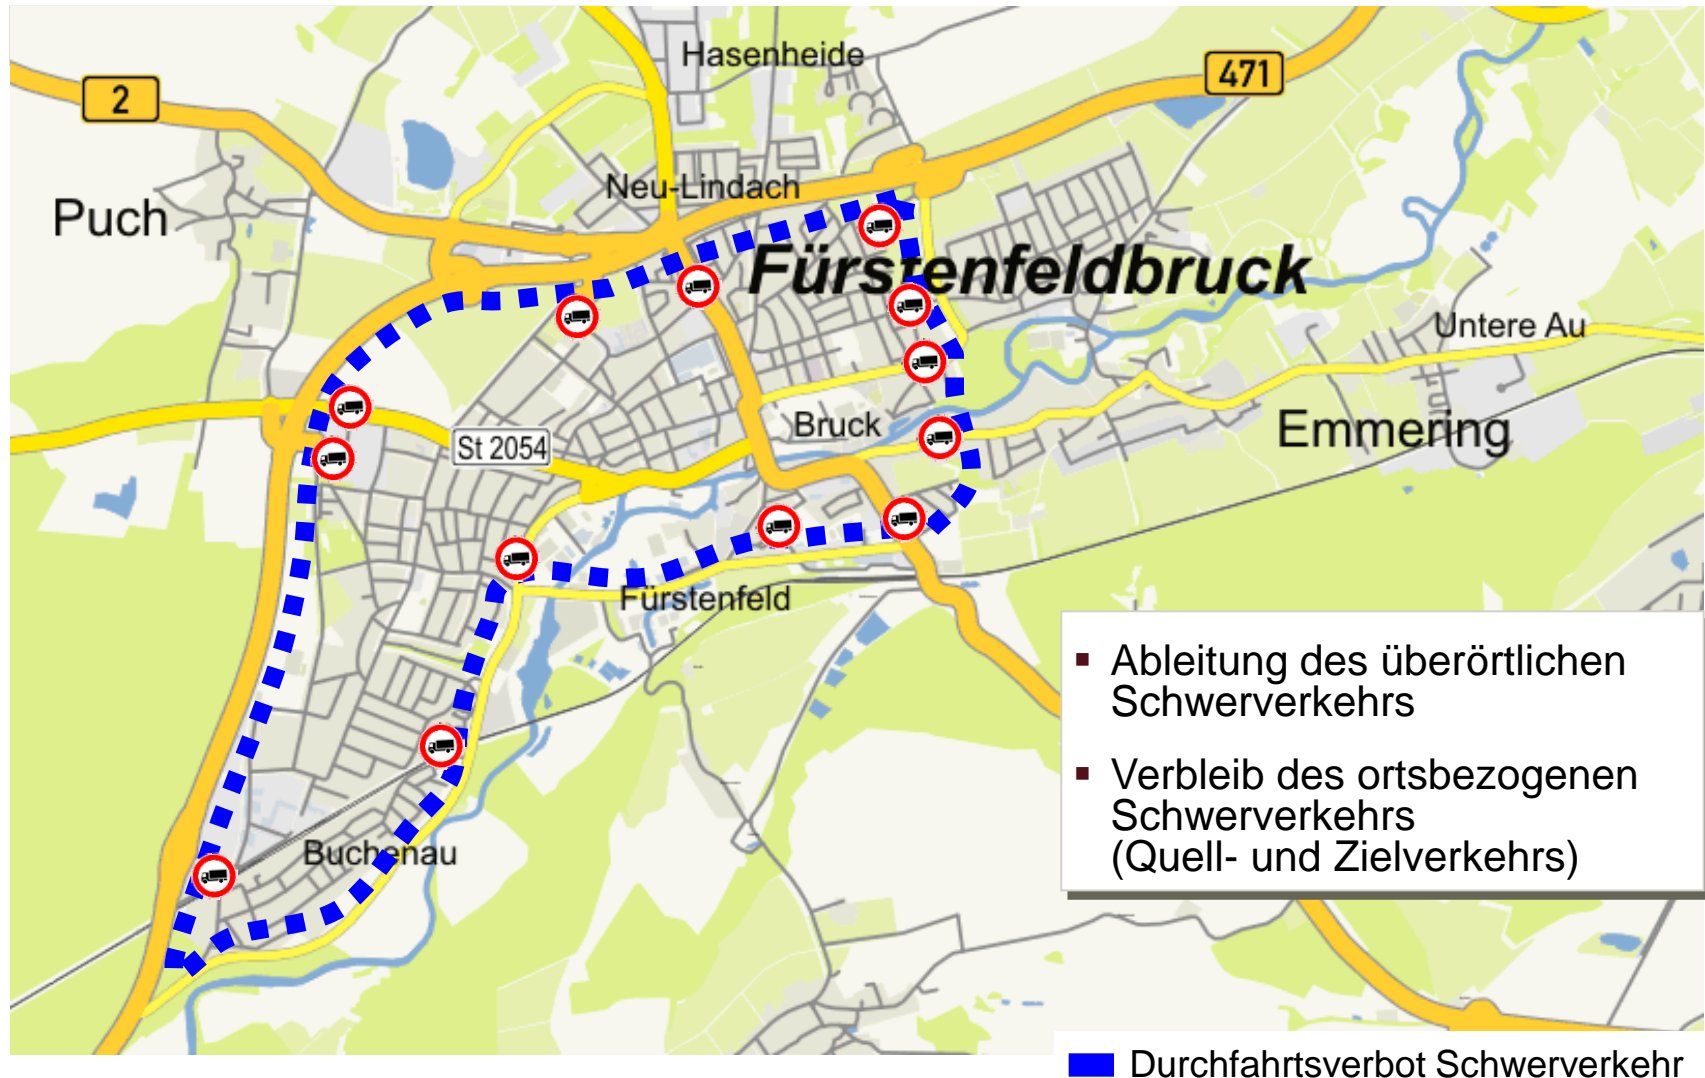 Hasenheide
471
2
Neu-Lindach
Puch
Fürstenfeldbruck
Untere Au
Bruck
Emmering
St 2054
Fürstenfeld
▪ Ableitung des überörtlichen
Schwerverkehrs
▪ Verbleib des ortsbezogenen
Schwerverkehrs
(Quell- und Zielverkehrs)
Buchenau
Durchfahrtsverbot Schwerverkehr